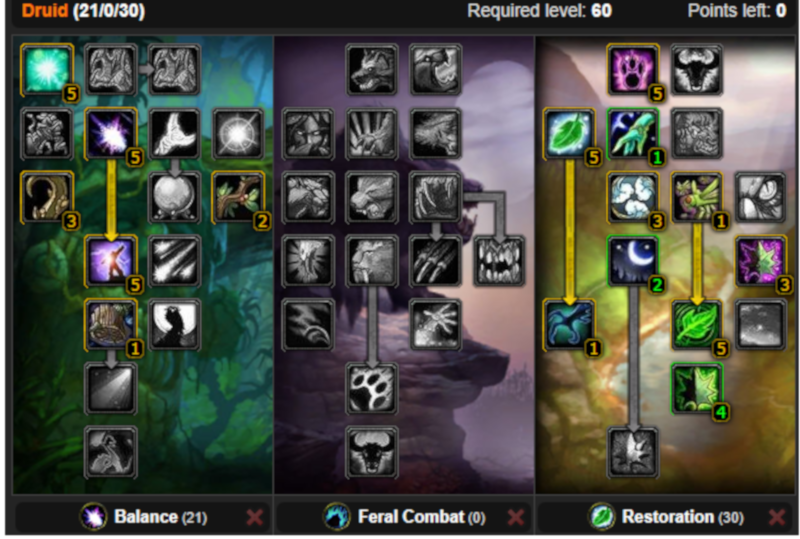 Druid (21/0/30) Required level: 60 Points left: 0
5 5
5 5 1
3 2 3 1
5 2 3
1 1 5
4
Balance (21) Feral Combat (0) Restoration (30)